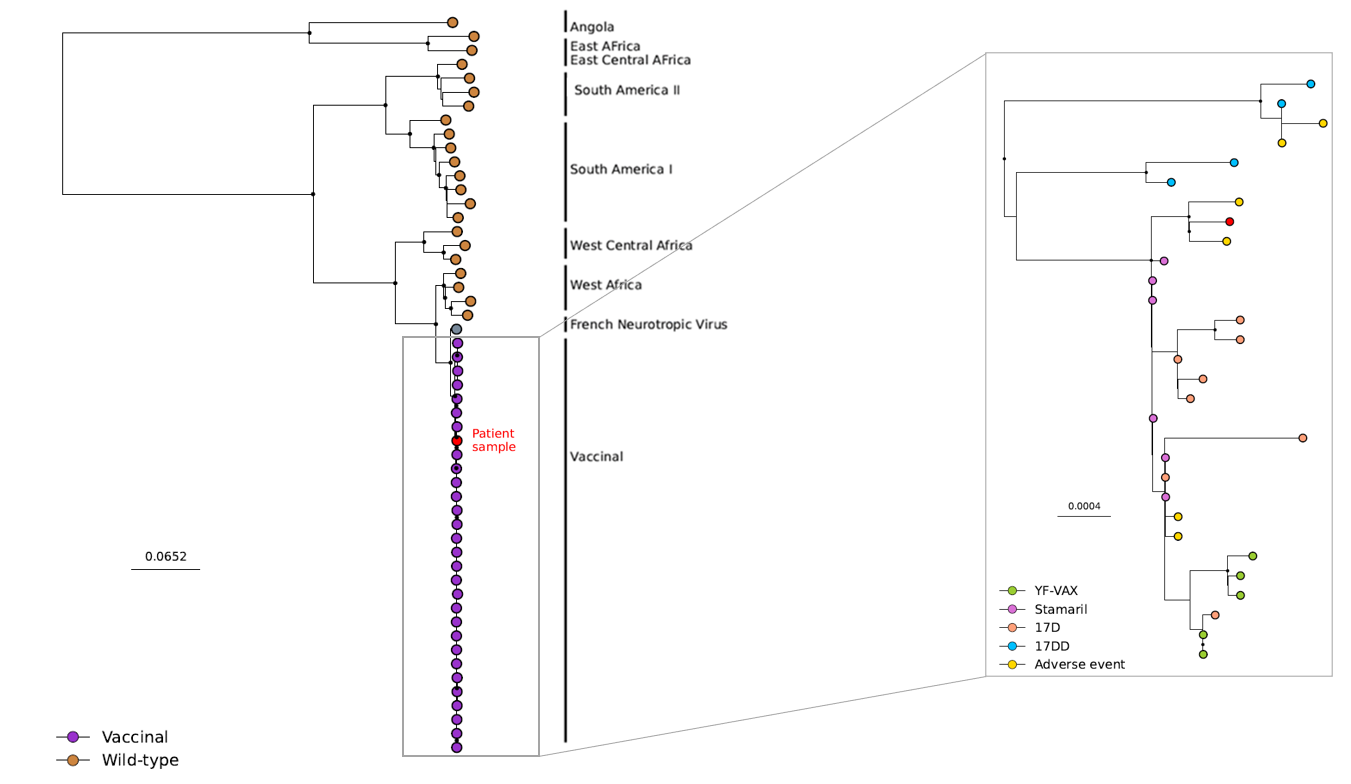 Angola
East AFrica
East Central AFrica
South America II
South America I
West Central Africa
West Africa
French Neurotropic Virus
Patient
sample
Vaccinal
0.0652
Vaccinal
Wild-type
0.0004
YF-VAX
Stamaril
17D
17DD
Adverse event